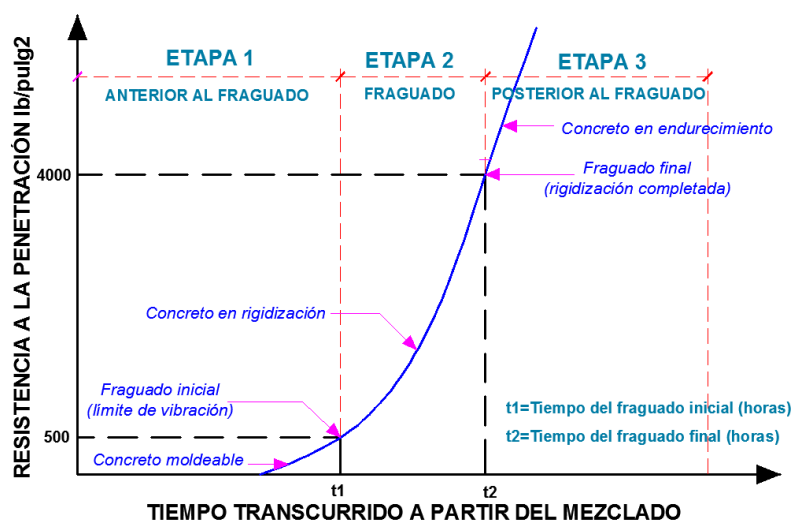 ETAPA 1
ETAPA 2
ETAPA 3
ANTERIOR AL FRAGUADO
FRAGUADO
POSTERIOR AL FRAGUADO
Concreto en endurecimiento
4000
Fraguado final
(rigidización completada)
RESISTENCIA A LA PENETRACIÓN lb/pulg2
Concreto en rigidización
Fraguado inicial
(límite de vibración)
t1=Tiempo del fraguado inicial (horas)
t2=Tiempo del fraguado final (horas)
500
Concreto moldeable
t1
t2
TIEMPO TRANSCURRIDO A PARTIR DEL MEZCLADO